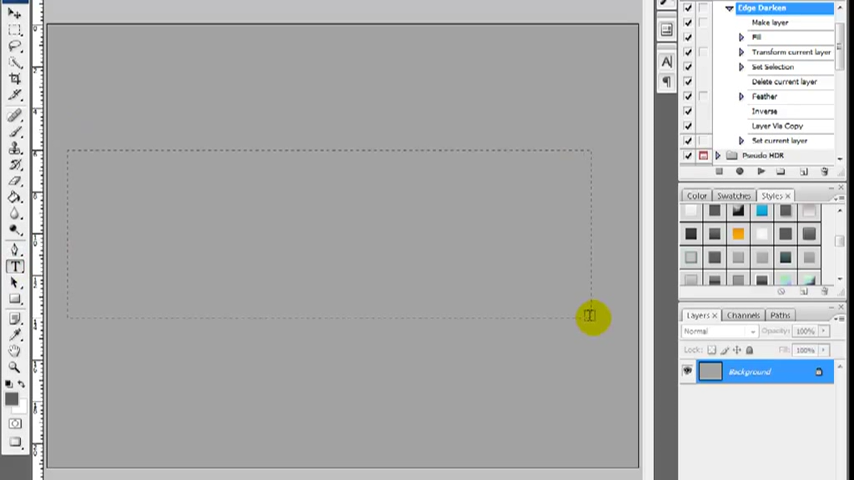 Edge Darken
Make layer
Fill
Transform current layer
Set Selection
Delete current layer
Feather
Inverse
Layer Via Copy
Set current layer
Pseudo HDR
Color Swatches Styles x
Layers x Channels Paths
Normal Opacity: 100%
Lock: Fill: 100%
Background